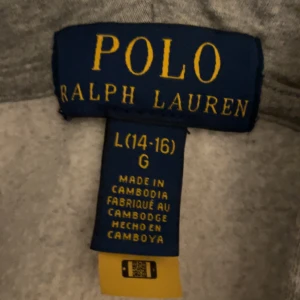 POLO
RALPH LAUREN
L(14-16)
G
MADE IN
CAMBODIA
FABRIQUÉ AU
CAMBODGE
HECHO EN
CAMBOYA